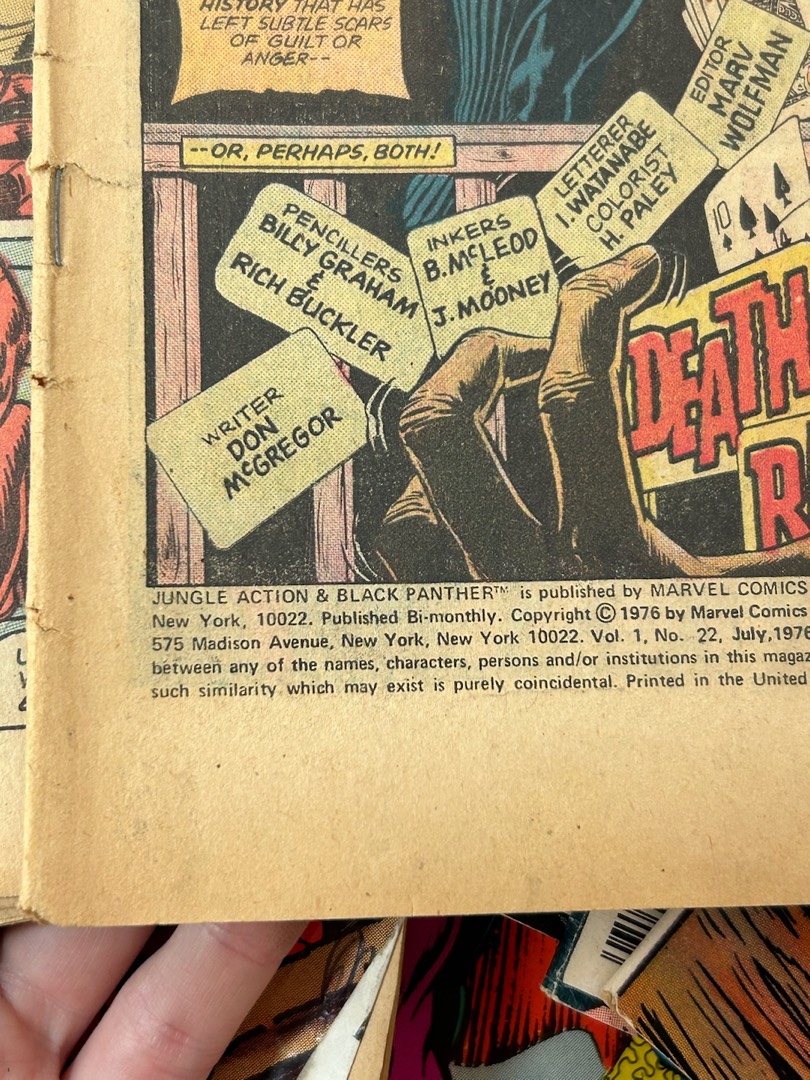 HISTORY THAT HAS
LEFT SUBTLE SCARS
OF GUILT OR
ANGER--
--OR, PERHAPS, BOTH!
EDITOR
MARV
WOLFMAN
LETTERER
I. WATANABE
COLORIST
H. PALEY
PENCILLERS
BILLY GRAHAM
&
RICH BUCKLER
INKERS
B. McLEOD
&
J. MOONEY
WRITER
DON
McGREGOR
10
DEATH
R
JUNGLE ACTION & BLACK PANTHER™ is published by MARVEL COMICS
New York, 10022. Published Bi-monthly. Copyright © 1976 by Marvel Comics
575 Madison Avenue, New York, New York 10022. Vol. 1, No. 22, July, 1976
between any of the names, characters, persons and/or institutions in this magaz
such similarity which may exist is purely coincidental. Printed in the United